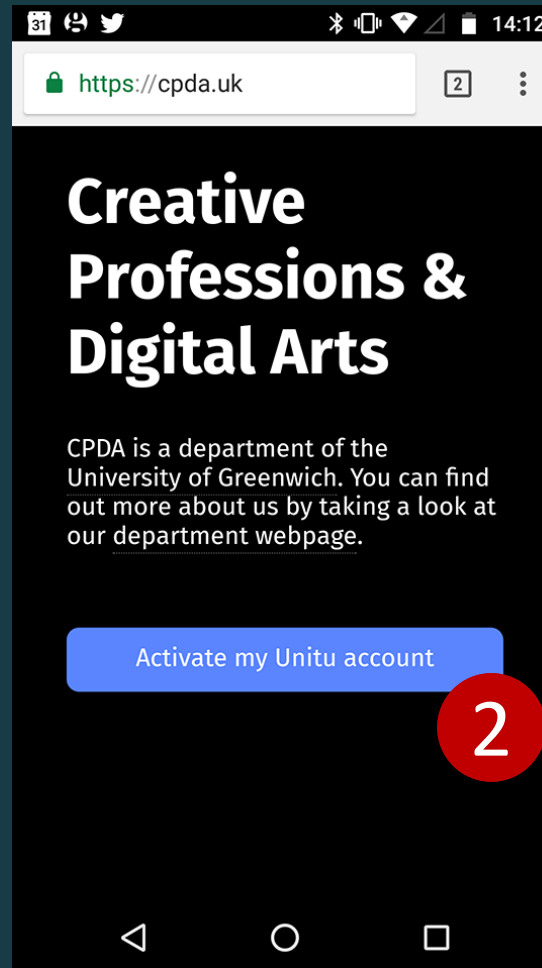 31 14:12
https://cpda.uk 2
Creative
Professions &
Digital Arts
CPDA is a department of the
University of Greenwich. You can find
out more about us by taking a look at
our department webpage.
Activate my Unitu account
2